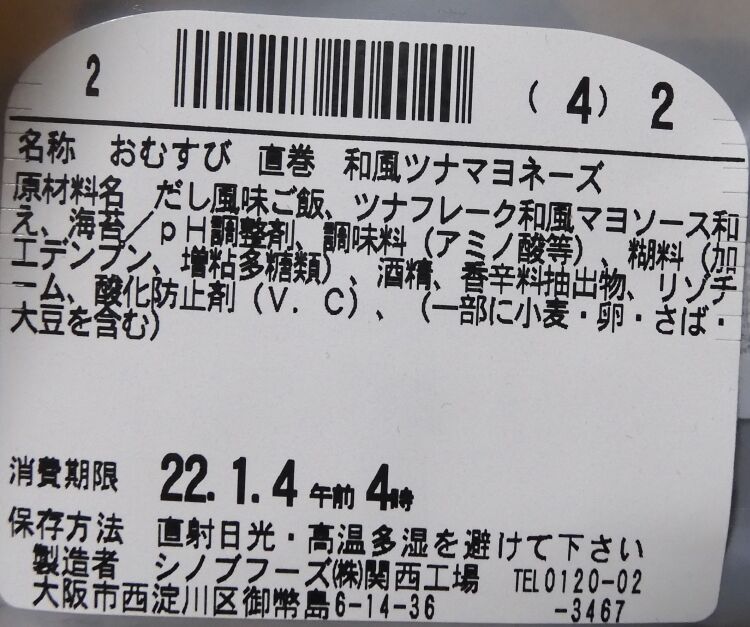 2 (4) 2
名称 おむすび 直巻 和風ツナマヨネーズ
原材料名 だし風味ご飯、ツナフレーク和風マヨソース和
え、海苔／pH調整剤、調味料(アミノ酸等)、糊料(加
工デンプン、増粘多糖類)、酒精、香辛料抽出物、リゾチ
ーム、酸化防止剤(V.C)、(一部に小麦・卵・さば・
大豆を含む)
消費期限 22.1.4 午前 4時
保存方法 直射日光・高温多湿を避けて下さい
製造者 シノブフーズ㈱関西工場 TEL0120-02
大阪市西淀川区御幣島6-14-36 -3467